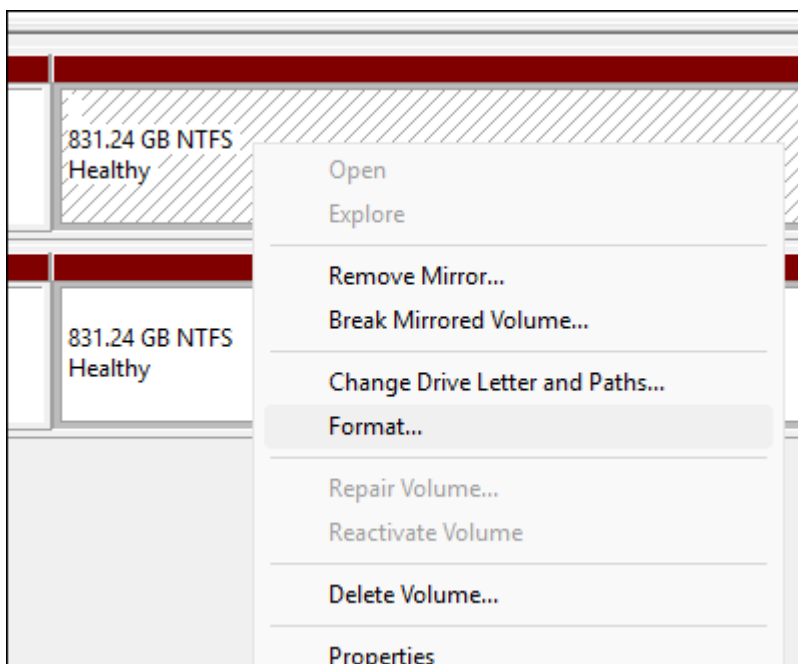 831.24 GB NTFS
Healthy
Open
Explore
Remove Mirror...
Break Mirrored Volume...
Change Drive Letter and Paths...
Format...
Repair Volume...
Reactivate Volume
Delete Volume...
Properties
831.24 GB NTFS
Healthy